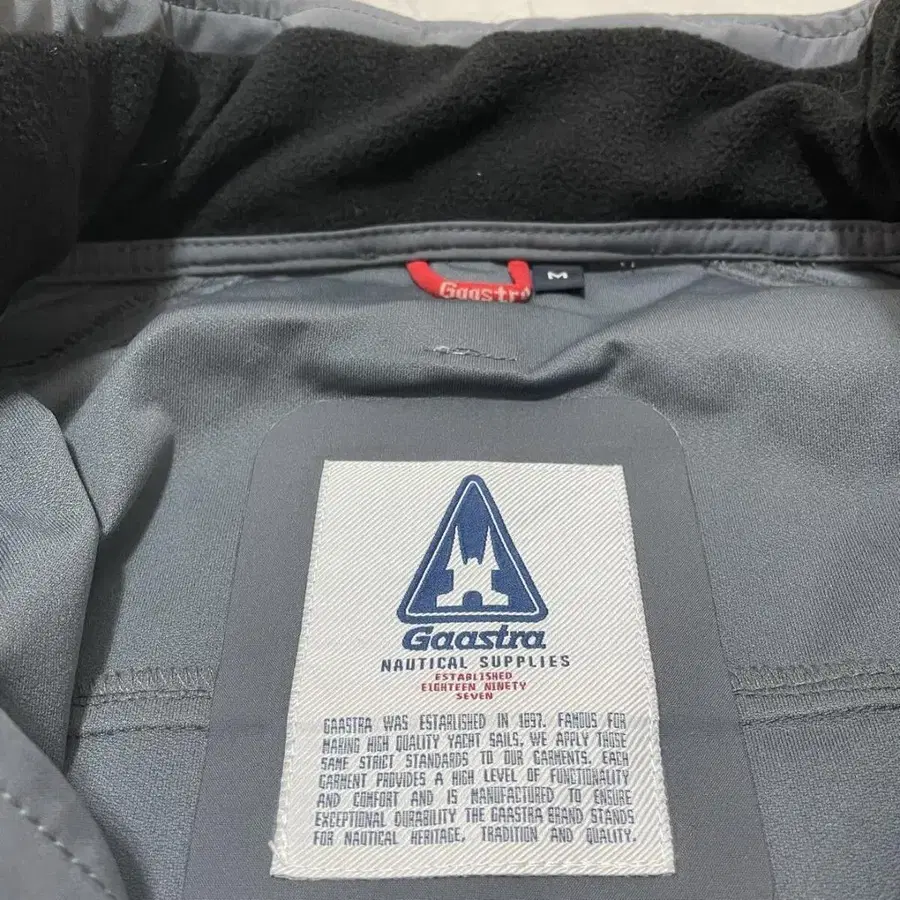 Gaastra
M
Gaastra
NAUTICAL SUPPLIES
ESTABLISHED
EIGHTEEN NINETY
SEVEN
GAASTRA WAS ESTABLISHED IN 1897. FAMOUS FOR
MAKING HIGH QUALITY YACHT SAILS, WE APPLY THOSE
SAME STRICT STANDARDS TO OUR GARMENTS. EACH
GARMENT PROVIDES A HIGH LEVEL OF FUNCTIONALITY
AND COMFORT AND IS MANUFACTURED TO ENSURE
EXCEPTIONAL DURABILITY THE GAASTRA BRAND STANDS
FOR NAUTICAL HERITAGE, TRADITION AND QUALITY.